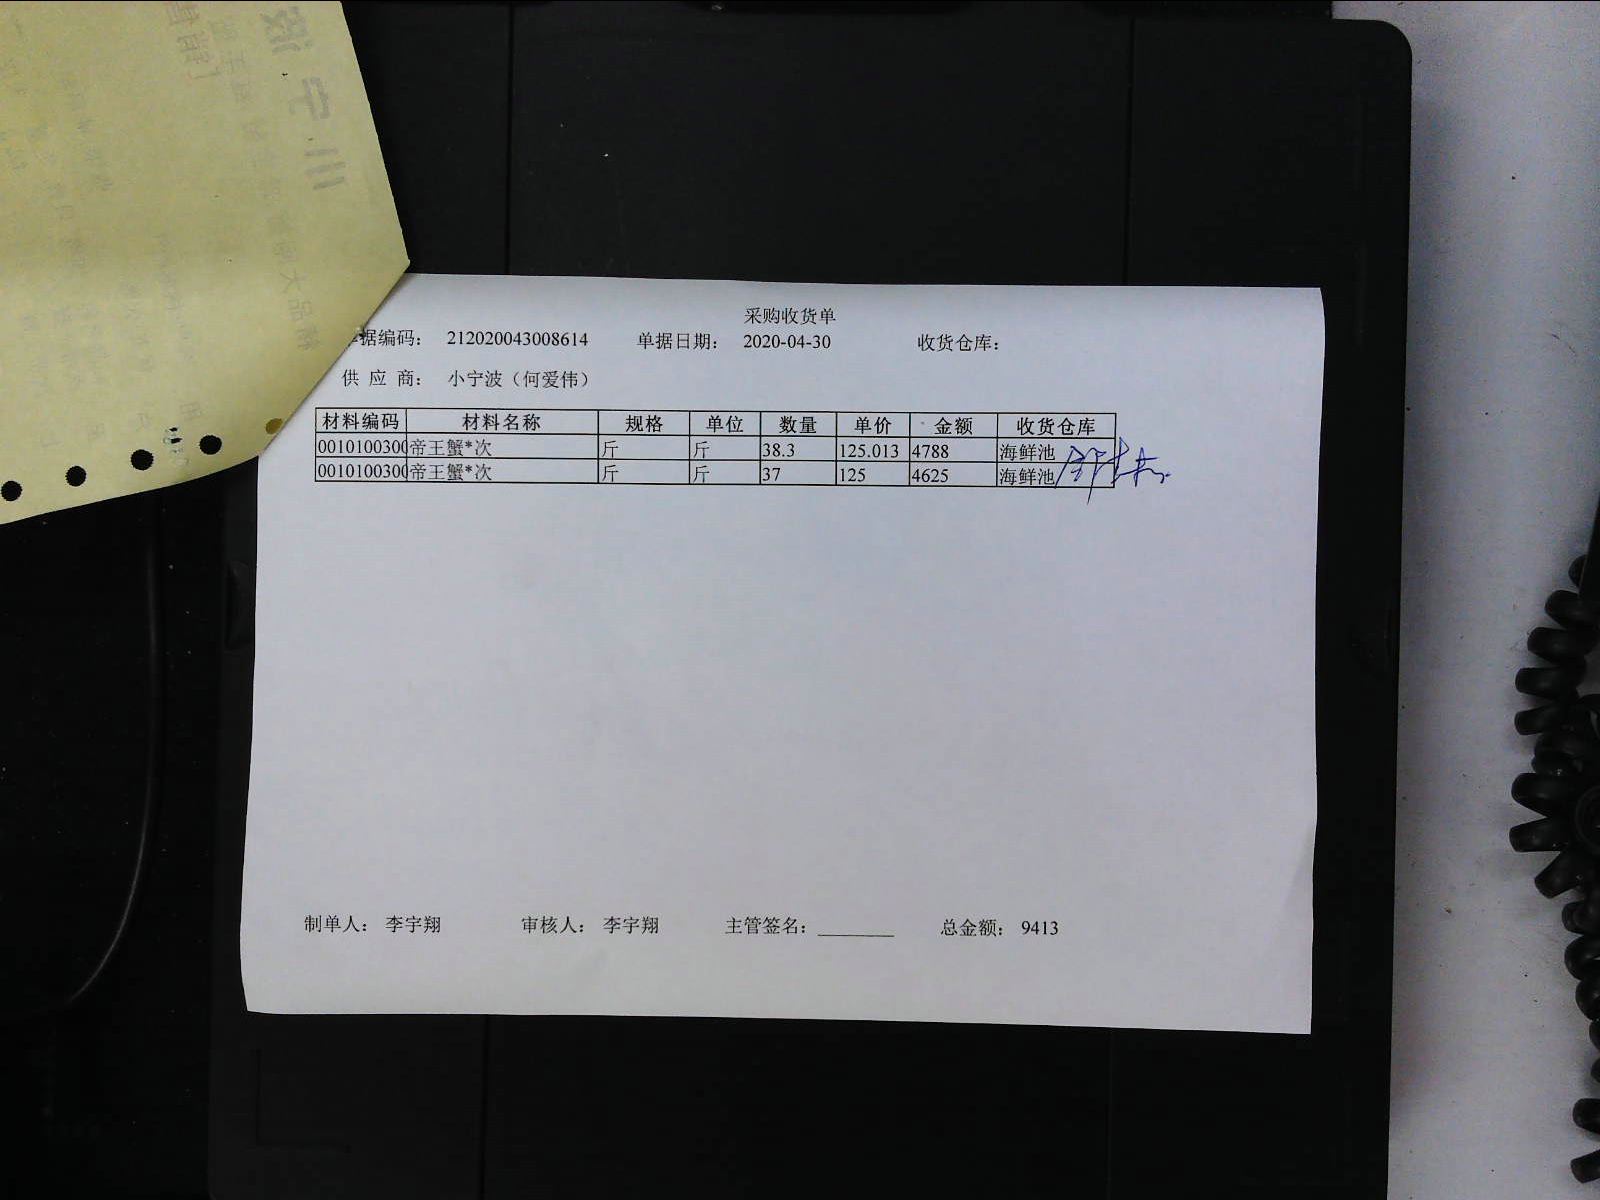 采购收货单
单据编码： 212020043008614 单据日期： 2020-04-30 收货仓库：
供 应 商： 小宁波（何爱伟）
材料编码 材料名称 规格 单位 数量 单价 金额 收货仓库
0010100300 帝王蟹*次 斤 斤 38.3 125.013 4788 海鲜池
0010100300 帝王蟹*次 斤 斤 37 125 4625 海鲜池
制单人： 李宇翔 审核人： 李宇翔 主管签名：________ 总金额： 9413